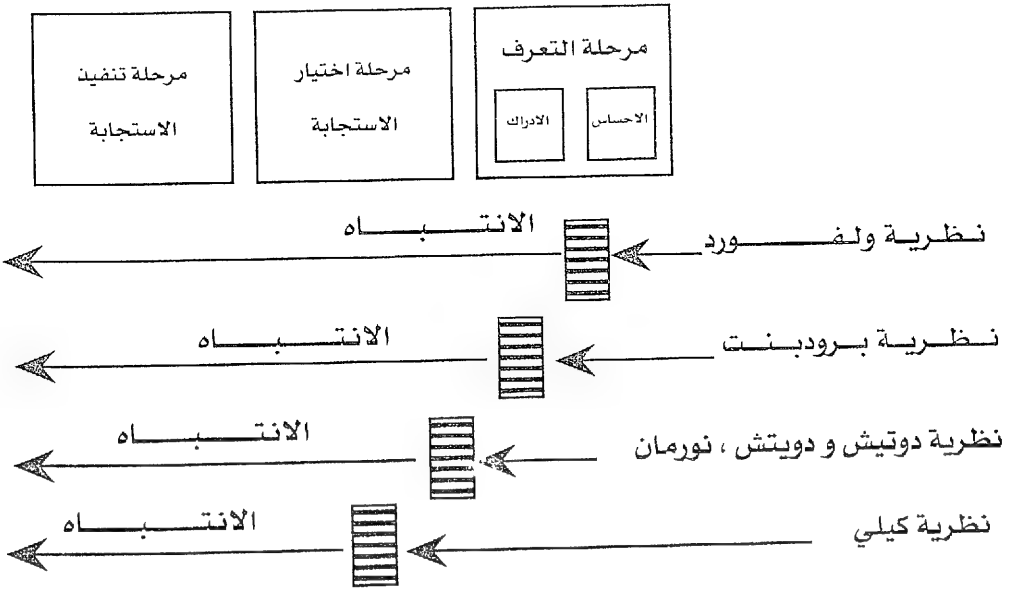 مرحلة التعرف
الاحساس
الادراك
مرحلة اختيار
الاستجابة
مرحلة تنفيذ
الاستجابة
نظرية ولفورد
الانتباه
نظرية برودبنت
الانتباه
نظرية دوتيش و دويتش ، نورمان
الانتباه
نظرية كيلي
الانتباه